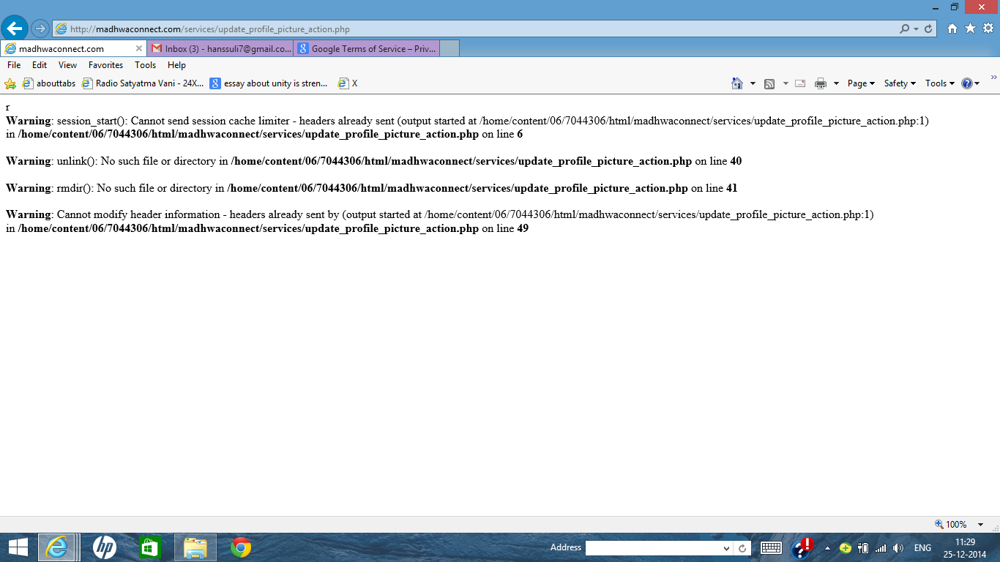 http://madhwaconnect.com/services/update_profile_picture_action.php
madhwaconnect.com
Inbox (3) - hanssuli7@gmail.co...
Google Terms of Service – Priv...
File Edit View Favorites Tools Help
abouttabs
Radio Satyatma Vani - 24X...
essay about unity is stren...
X
Page
Safety
Tools
r
Warning: session_start(): Cannot send session cache limiter - headers already sent (output started at /home/content/06/7044306/html/madhwaconnect/services/update_profile_picture_action.php:1)
in /home/content/06/7044306/html/madhwaconnect/services/update_profile_picture_action.php on line 6
Warning: unlink(): No such file or directory in /home/content/06/7044306/html/madhwaconnect/services/update_profile_picture_action.php on line 40
Warning: rmdir(): No such file or directory in /home/content/06/7044306/html/madhwaconnect/services/update_profile_picture_action.php on line 41
Warning: Cannot modify header information - headers already sent by (output started at /home/content/06/7044306/html/madhwaconnect/services/update_profile_picture_action.php:1)
in /home/content/06/7044306/html/madhwaconnect/services/update_profile_picture_action.php on line 49
100%
hp
Address
ENG
11:29
25-12-2014